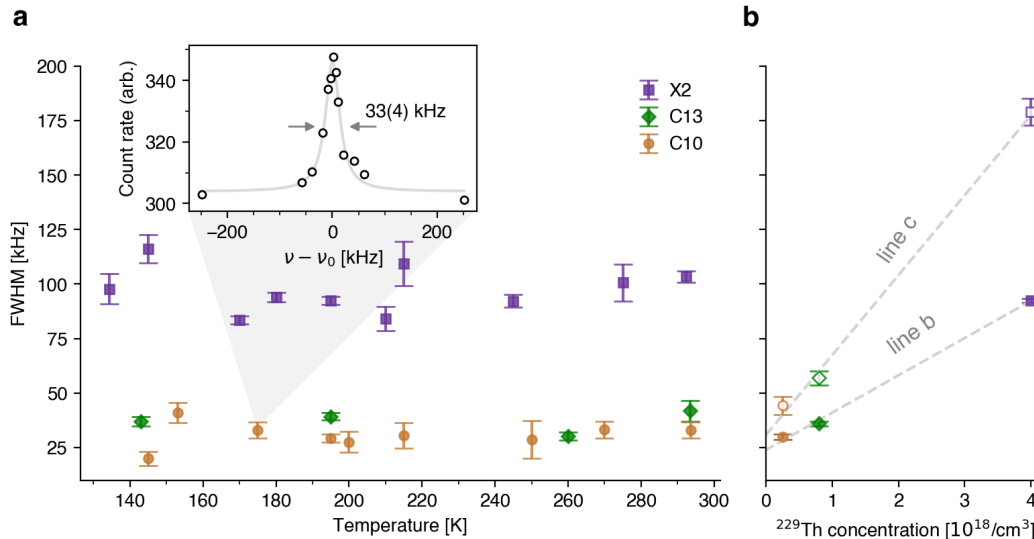 a
b
200
175
150
125
100
75
50
25
FWHM [kHz]
140
160
180
200
220
240
260
280
300
Temperature [K]
340
320
300
Count rate (arb.)
33(4) kHz
−200
0
200
ν − ν₀ [kHz]
X2
C13
C10
line c
line b
0
1
2
3
4
²²⁹Th concentration [10¹⁸/cm³]